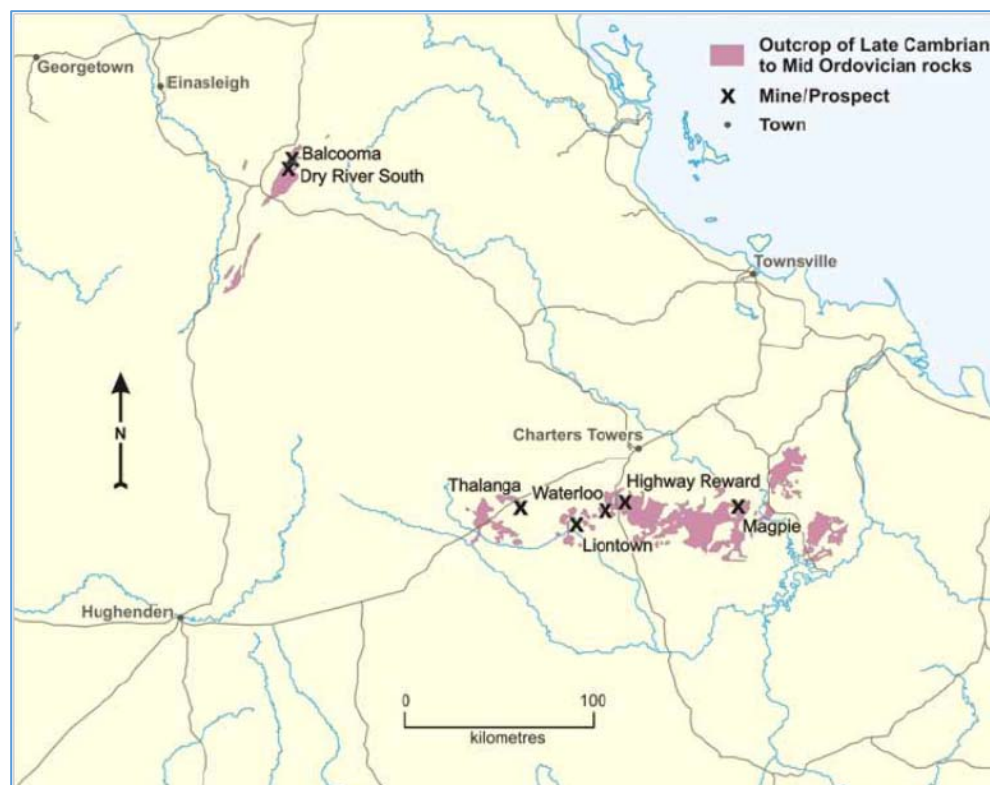 Outcrop of Late Cambrian
to Mid Ordovician rocks
X Mine/Prospect
Town
Georgetown
Einasleigh
Balcooma
Dry River South
Townsville
N
Charters Towers
Thalanga
Waterloo
Highway Reward
Magpie
Liontown
Hughenden
0 100
kilometres